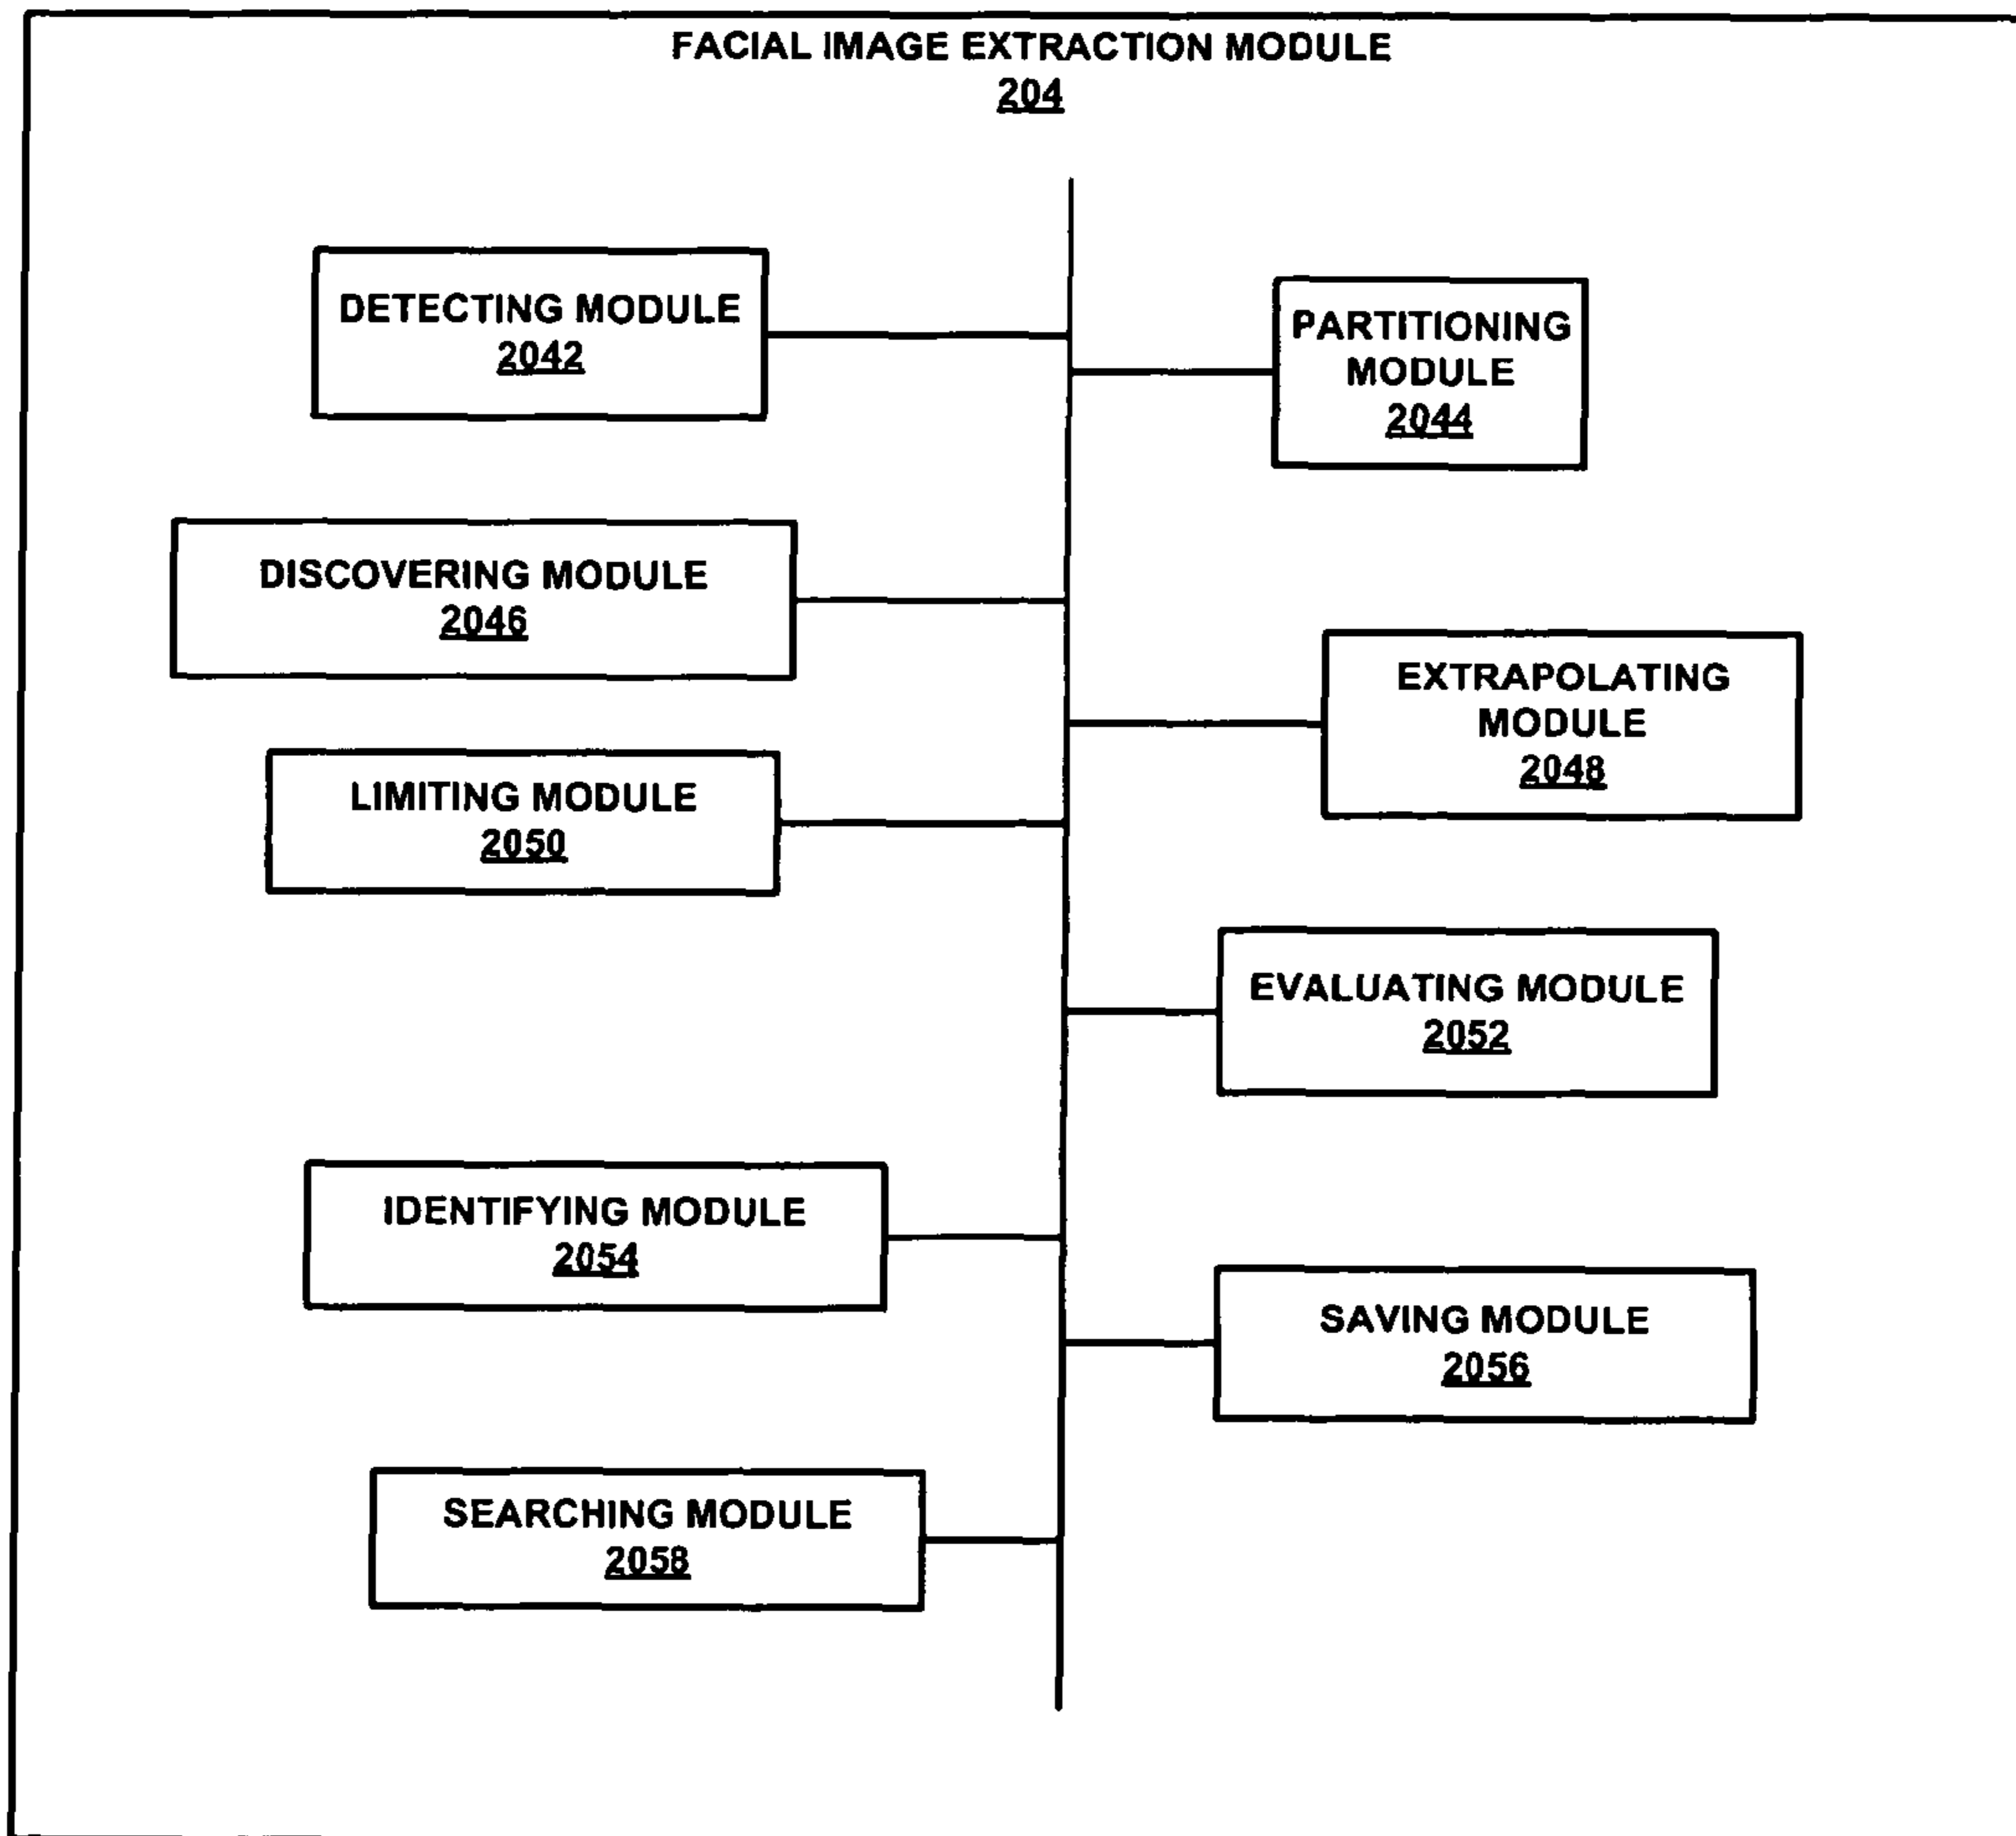 FACIAL IMAGE EXTRACTION MODULE
204
DETECTING MODULE
2042
PARTITIONING
MODULE
2044
DISCOVERING MODULE
2046
EXTRAPOLATING
MODULE
2048
LIMITING MODULE
2050
EVALUATING MODULE
2052
IDENTIFYING MODULE
2054
SAVING MODULE
2056
SEARCHING MODULE
2058